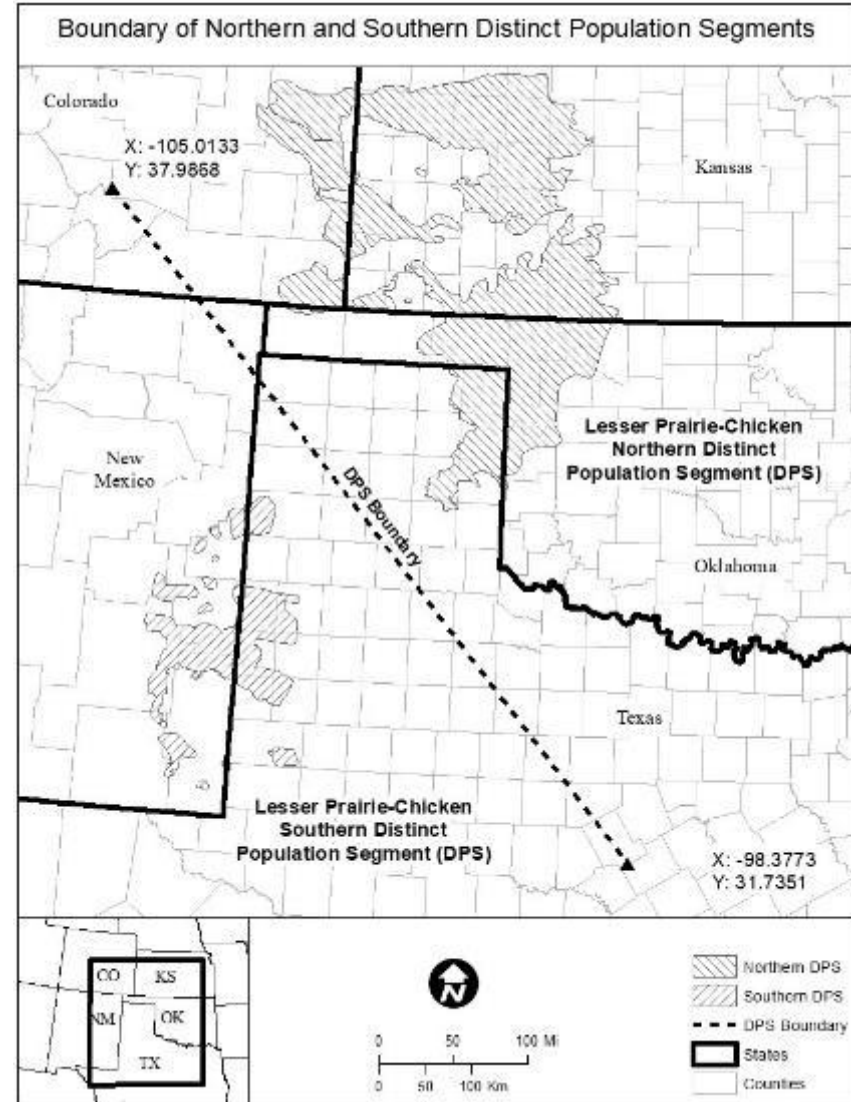 Boundary of Northern and Southern Distinct Population Segments
Colorado
X: -105.0133
Y: 37.9868
Kansas
Lesser Prairie-Chicken
Northern Distinct
Population Segment (DPS)
New
Mexico
DPS Boundary
Oklahoma
Texas
Lesser Prairie-Chicken
Southern Distinct
Population Segment (DPS)
X: -98.3773
Y: 31.7351
CO
KS
NM
OK
TX
N
0 50 100 Mi
0 50 100 Km
Northern DPS
Southern DPS
DPS Boundary
States
Counties